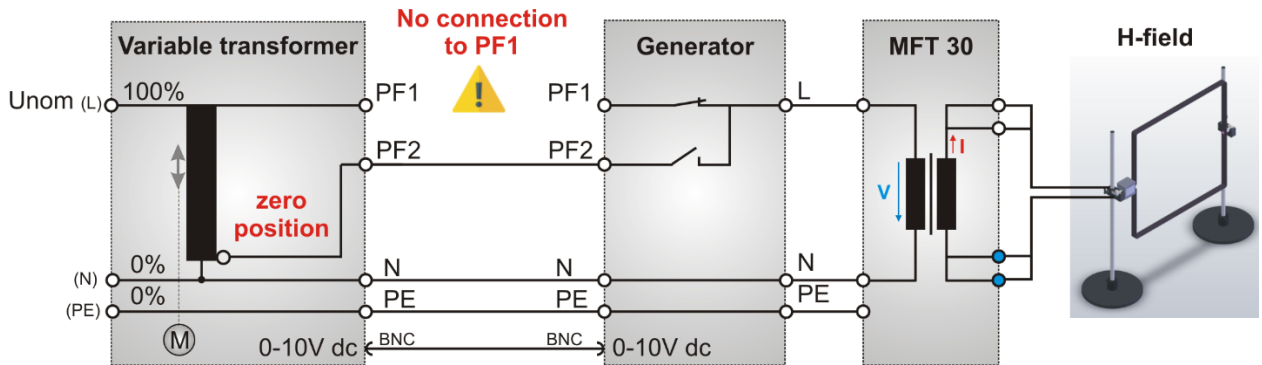 No connection
to PF1
Variable transformer
Generator
MFT 30
H-field
Unom (L)
100%
PF1
PF1
L
PF2
PF2
I
V
zero
position
(N)
0%
N
N
N
(PE)
0%
PE
PE
PE
M
0-10V dc
BNC
BNC
0-10V dc